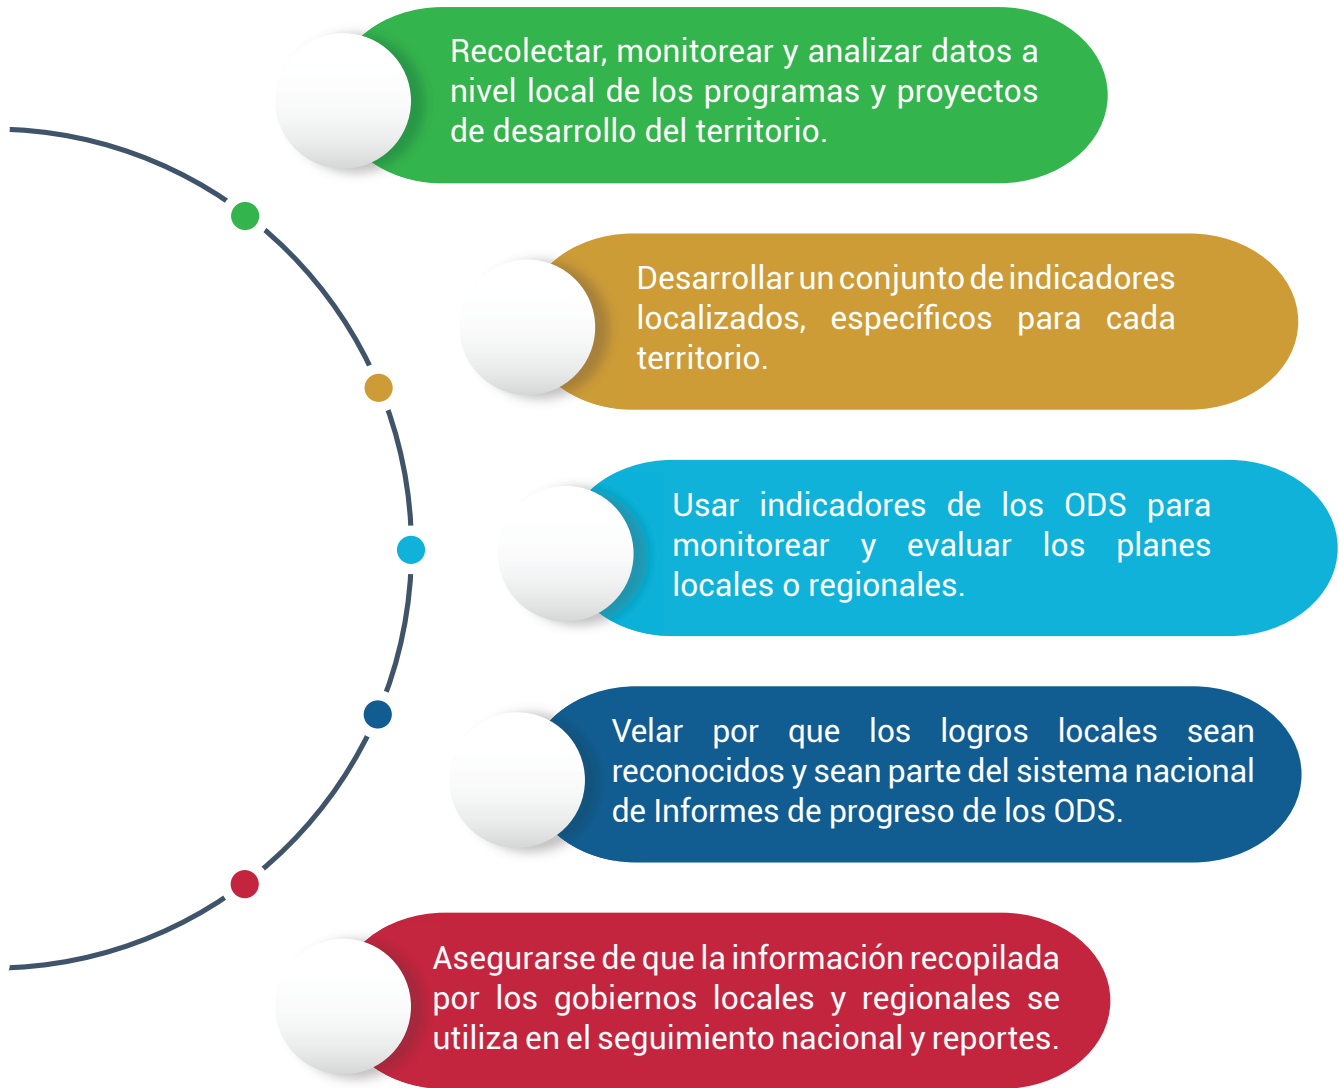 Recolectar, monitorear y analizar datos a
nivel local de los programas y proyectos
de desarrollo del territorio.
Desarrollar un conjunto de indicadores
localizados, específicos para cada
territorio.
Usar indicadores de los ODS para
monitorear y evaluar los planes
locales o regionales.
Velar por que los logros locales sean
reconocidos y sean parte del sistema nacional
de Informes de progreso de los ODS.
Asegurarse de que la información recopilada
por los gobiernos locales y regionales se
utiliza en el seguimiento nacional y reportes.